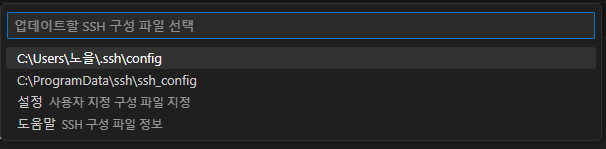 업데이트할 SSH 구성 파일 선택
C:\Users\노을\.ssh\config
C:\ProgramData\ssh\ssh_config
설정 사용자 지정 구성 파일 지정
도움말 SSH 구성 파일 정보